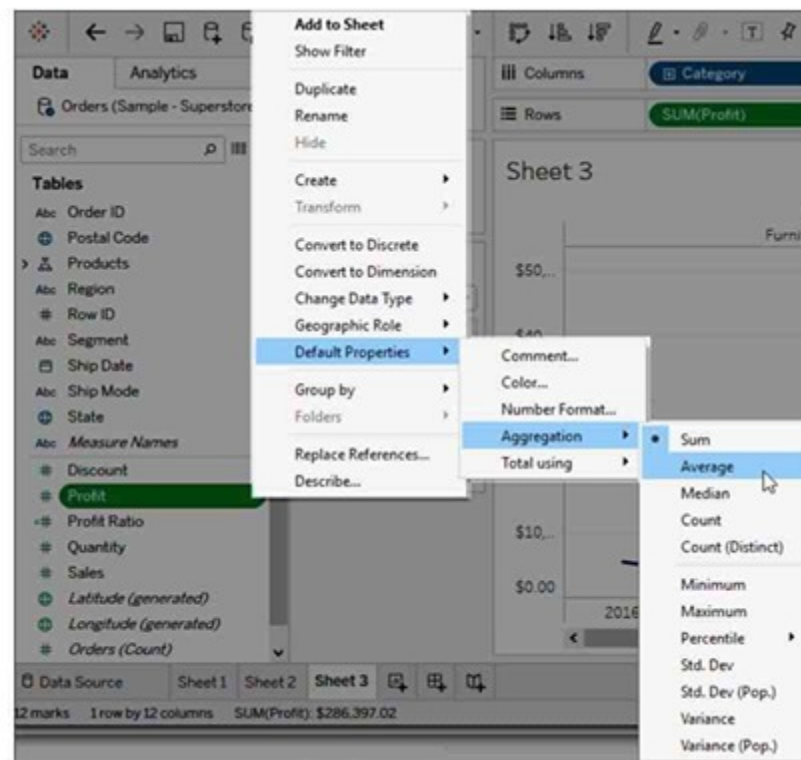 Data
Analytics
Orders (Sample - Superstore
Search
Tables
Abc Order ID
Postal Code
Products
Abc Region
# Row ID
Abc Segment
Ship Date
Abc Ship Mode
State
Abc Measure Names
# Discount
# Profit
=# Profit Ratio
# Quantity
# Sales
Latitude (generated)
Longitude (generated)
# Orders (Count)
Add to Sheet
Show Filter
Duplicate
Rename
Hide
Create
Transform
Convert to Discrete
Convert to Dimension
Change Data Type
Geographic Role
Default Properties
Group by
Folders
Replace References...
Describe...
Comment...
Color...
Number Format...
Aggregation
Total using
Sum
Average
Median
Count
Count (Distinct)
Minimum
Maximum
Percentile
Std. Dev
Std. Dev (Pop.)
Variance
Variance (Pop.)
T
Columns
Category
Rows
SUM(Profit)
Sheet 3
Furni
$50,...
$10,...
$0.00
2016
Data Source
Sheet 1
Sheet 2
Sheet 3
12 marks
1 row by 12 columns
SUM(Profit): $286,397.02